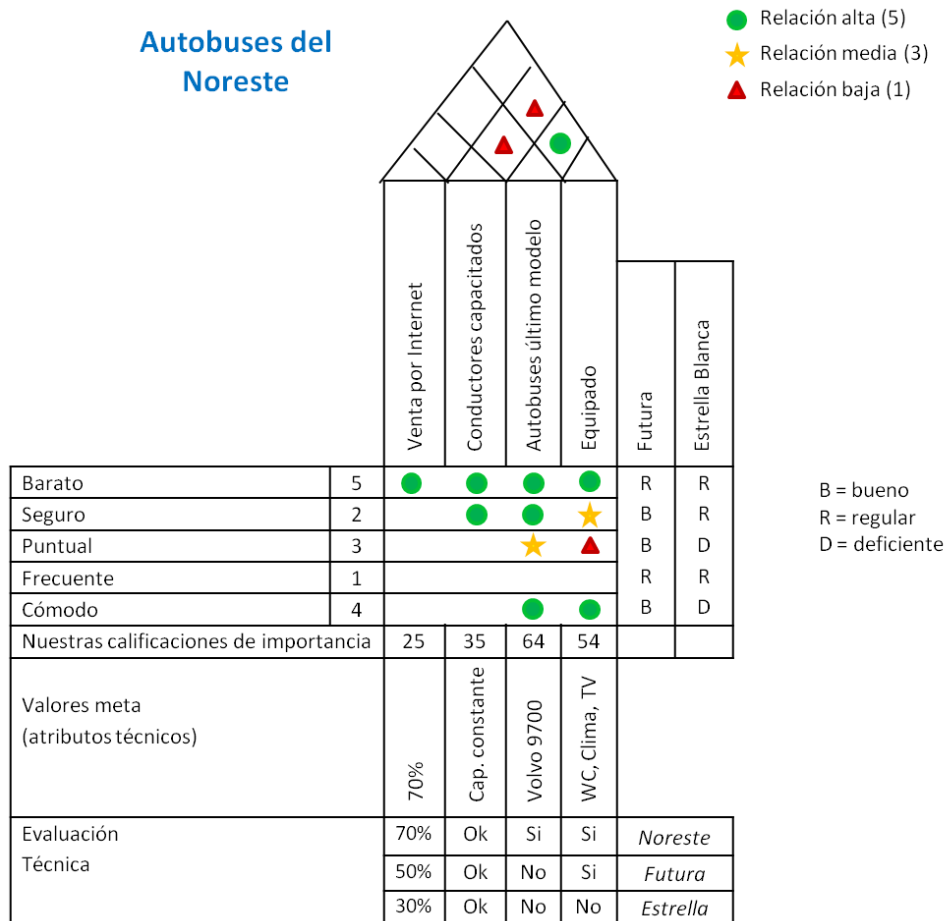 Autobuses del
Noreste
Relación alta (5)
Relación media (3)
Relación baja (1)
Venta por Internet
Conductores capacitados
Autobuses último modelo
Equipado
Futura
Estrella Blanca
Barato 5 R R
Seguro 2 B R
Puntual 3 B D
Frecuente 1 R R
Cómodo 4 B D
B = bueno
R = regular
D = deficiente
Nuestras calificaciones de importancia 25 35 64 54
Valores meta
(atributos técnicos)
70%
Cap. constante
Volvo 9700
WC, Clima, TV
Evaluación
Técnica
70% Ok Si Si Noreste
50% Ok No Si Futura
30% Ok No No Estrella